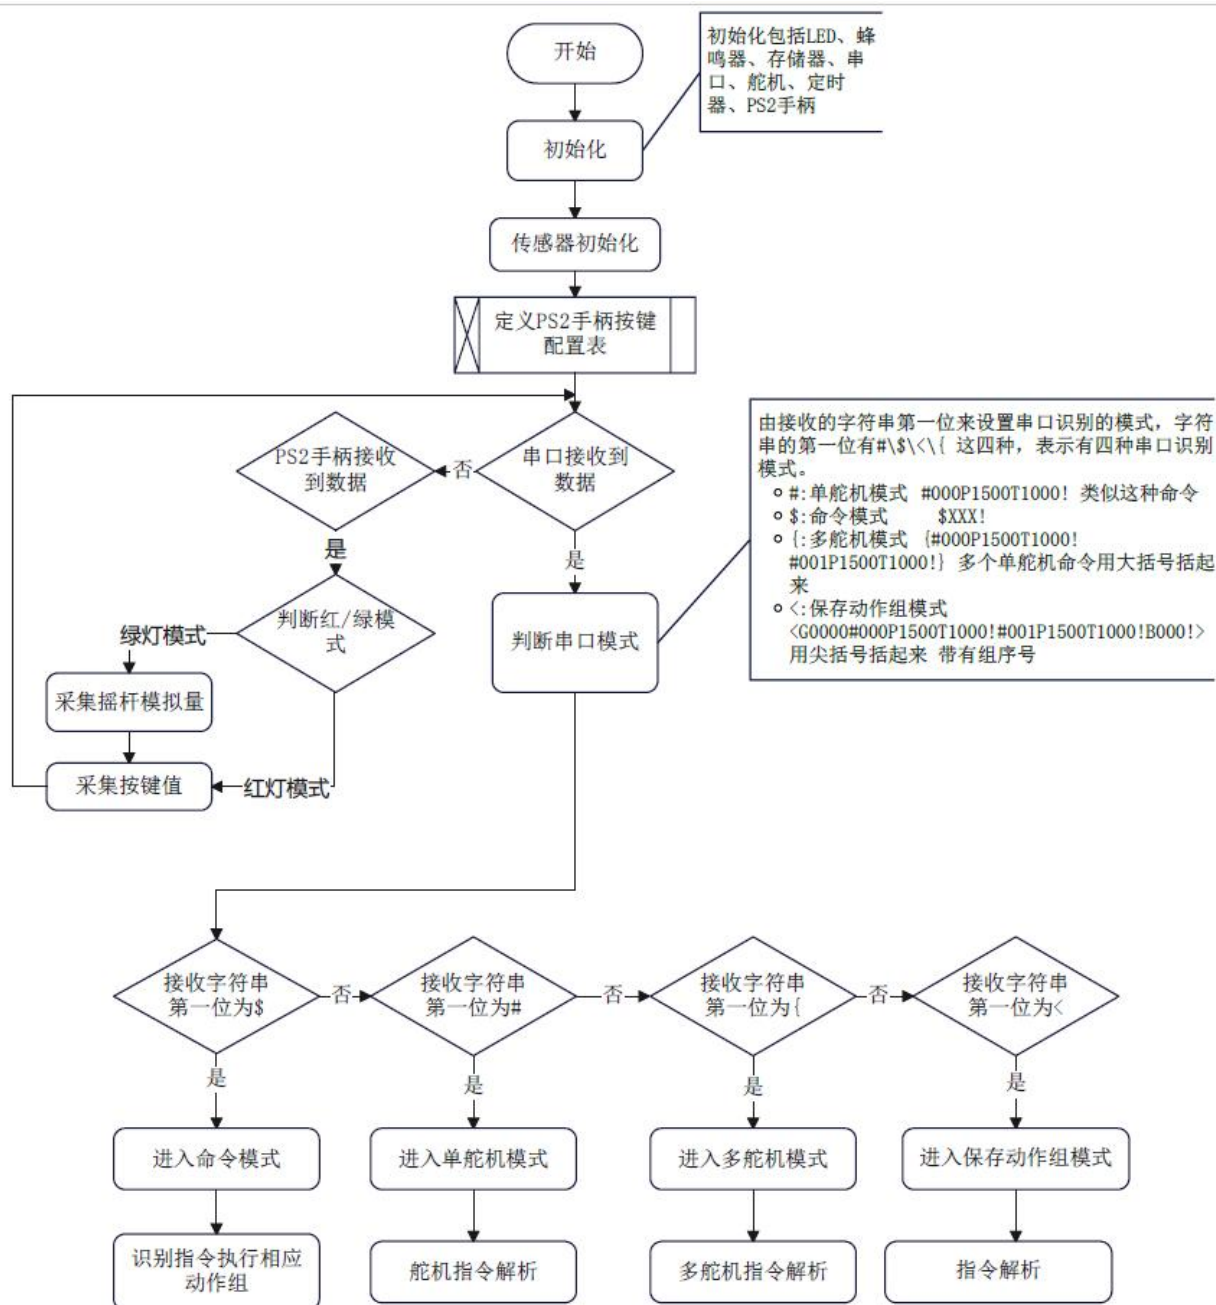 开始
初始化包括LED、蜂
鸣器、存储器、串
口、舵机、定时
器、PS2手柄
初始化
传感器初始化
定义PS2手柄按键
配置表
PS2手柄接收
到数据
否
串口接收到
数据
是
是
由接收的字符串第一位来设置串口识别的模式，字符
串的第一位有#\$\<\{ 这四种，表示有四种串口识别
模式。
#:单舵机模式 #000P1500T1000! 类似这种命令
$:命令模式 $XXX!
{:多舵机模式 {#000P1500T1000!
#001P1500T1000!} 多个单舵机命令用大括号括起
来
<:保存动作组模式
<G0000#000P1500T1000!#001P1500T1000!B000!>
用尖括号括起来 带有组序号
判断红/绿模
式
绿灯模式
判断串口模式
采集摇杆模拟量
采集按键值
红灯模式
接收字符串
第一位为$
否
接收字符串
第一位为#
否
接收字符串
第一位为{
否
接收字符串
第一位为<
是
是
是
是
进入命令模式
进入单舵机模式
进入多舵机模式
进入保存动作组模式
识别指令执行相应
动作组
舵机指令解析
多舵机指令解析
指令解析